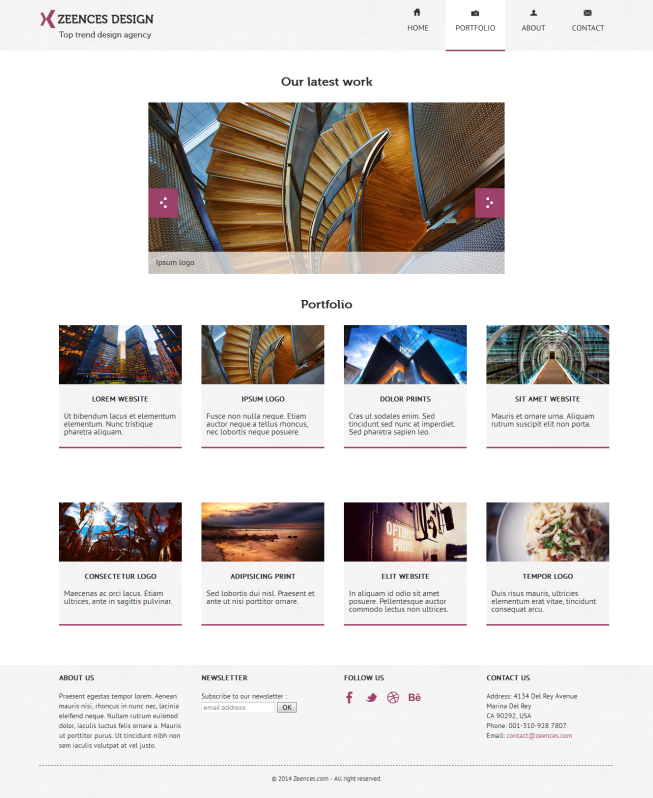 ZEENCES DESIGN
Top trend design agency
HOME
PORTFOLIO
ABOUT
CONTACT
Our latest work
Ipsum logo
Portfolio
LOREM WEBSITE
Ut bibendum lacus et elementum
elementum. Nunc tristique
pharetra aliquam.
IPSUM LOGO
Fusce non nulla neque. Etiam
auctor neque a tellus rhoncus,
nec lobortis neque posuere.
DOLOR PRINTS
Cras ut sodales enim. Sed
tincidunt sed nunc at imperdiet.
Sed pharetra sapien leo.
SIT AMET WEBSITE
Mauris et ornare urna. Aliquam
rutrum suscipit elit non porta.
CONSECTETUR LOGO
Maecenas ac orci lacus. Etiam
ultrices, ante in sagittis pulvinar.
ADIPISICING PRINT
Sed lobortis dui nisl. Praesent et
ante ut nisi porttitor ornare.
ELIT WEBSITE
In aliquam id odio sit amet
posuere. Pellentesque auctor
commodo lectus non ultrices.
TEMPOR LOGO
Duis risus mauris, ultricies
elementum erat vitae, tincidunt
consequat arcu.
ABOUT US
Praesent egestas tempor lorem. Aenean
mauris nisi, rhoncus in nunc nec, lacinia
eleifend neque. Nullam rutrum euismod
dolor, iaculis luctus felis ornare a. Mauris
ut porttitor purus. Ut tincidunt nibh non
sem iaculis volutpat at vel justo.
NEWSLETTER
Subscribe to our newsletter :
email address
OK
FOLLOW US
Bē
CONTACT US
Address: 4134 Del Rey Avenue
Marina Del Rey
CA 90292, USA
Phone: 001-310-928 7807
Email: contact@zeences.com
© 2014 Zeences.com - All right reserved.